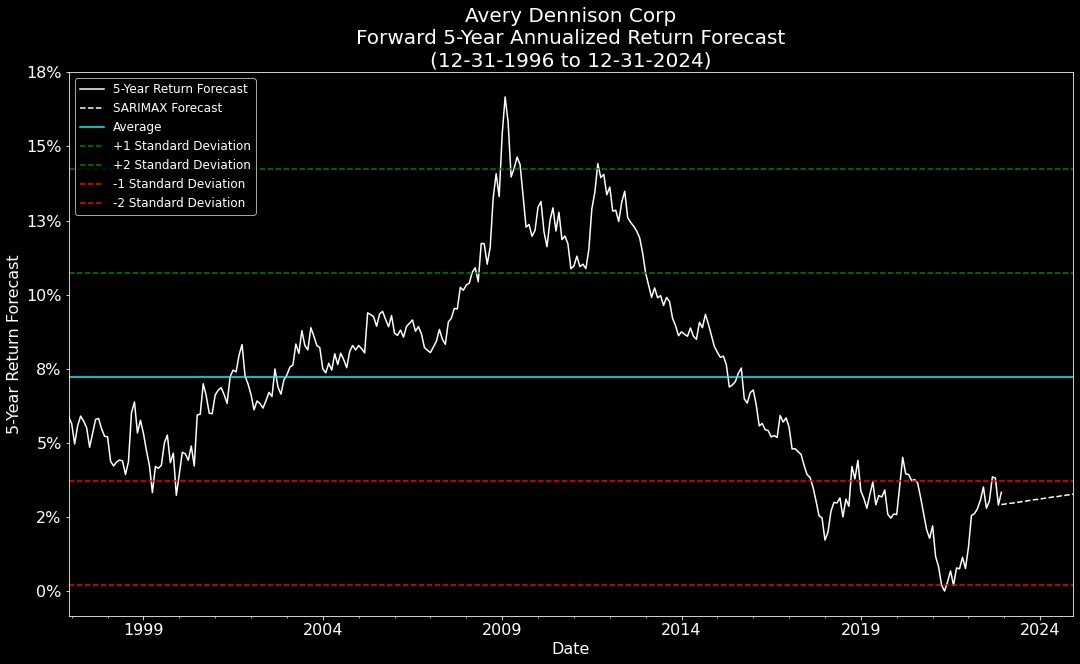 Avery Dennison Corp
Forward 5-Year Annualized Return Forecast
(12-31-1996 to 12-31-2024)
18%
15%
13%
10%
8%
5%
2%
0%
5-Year Return Forecast
5-Year Return Forecast
SARIMAX Forecast
Average
+1 Standard Deviation
+2 Standard Deviation
-1 Standard Deviation
-2 Standard Deviation
1999
2004
2009
2014
2019
2024
Date